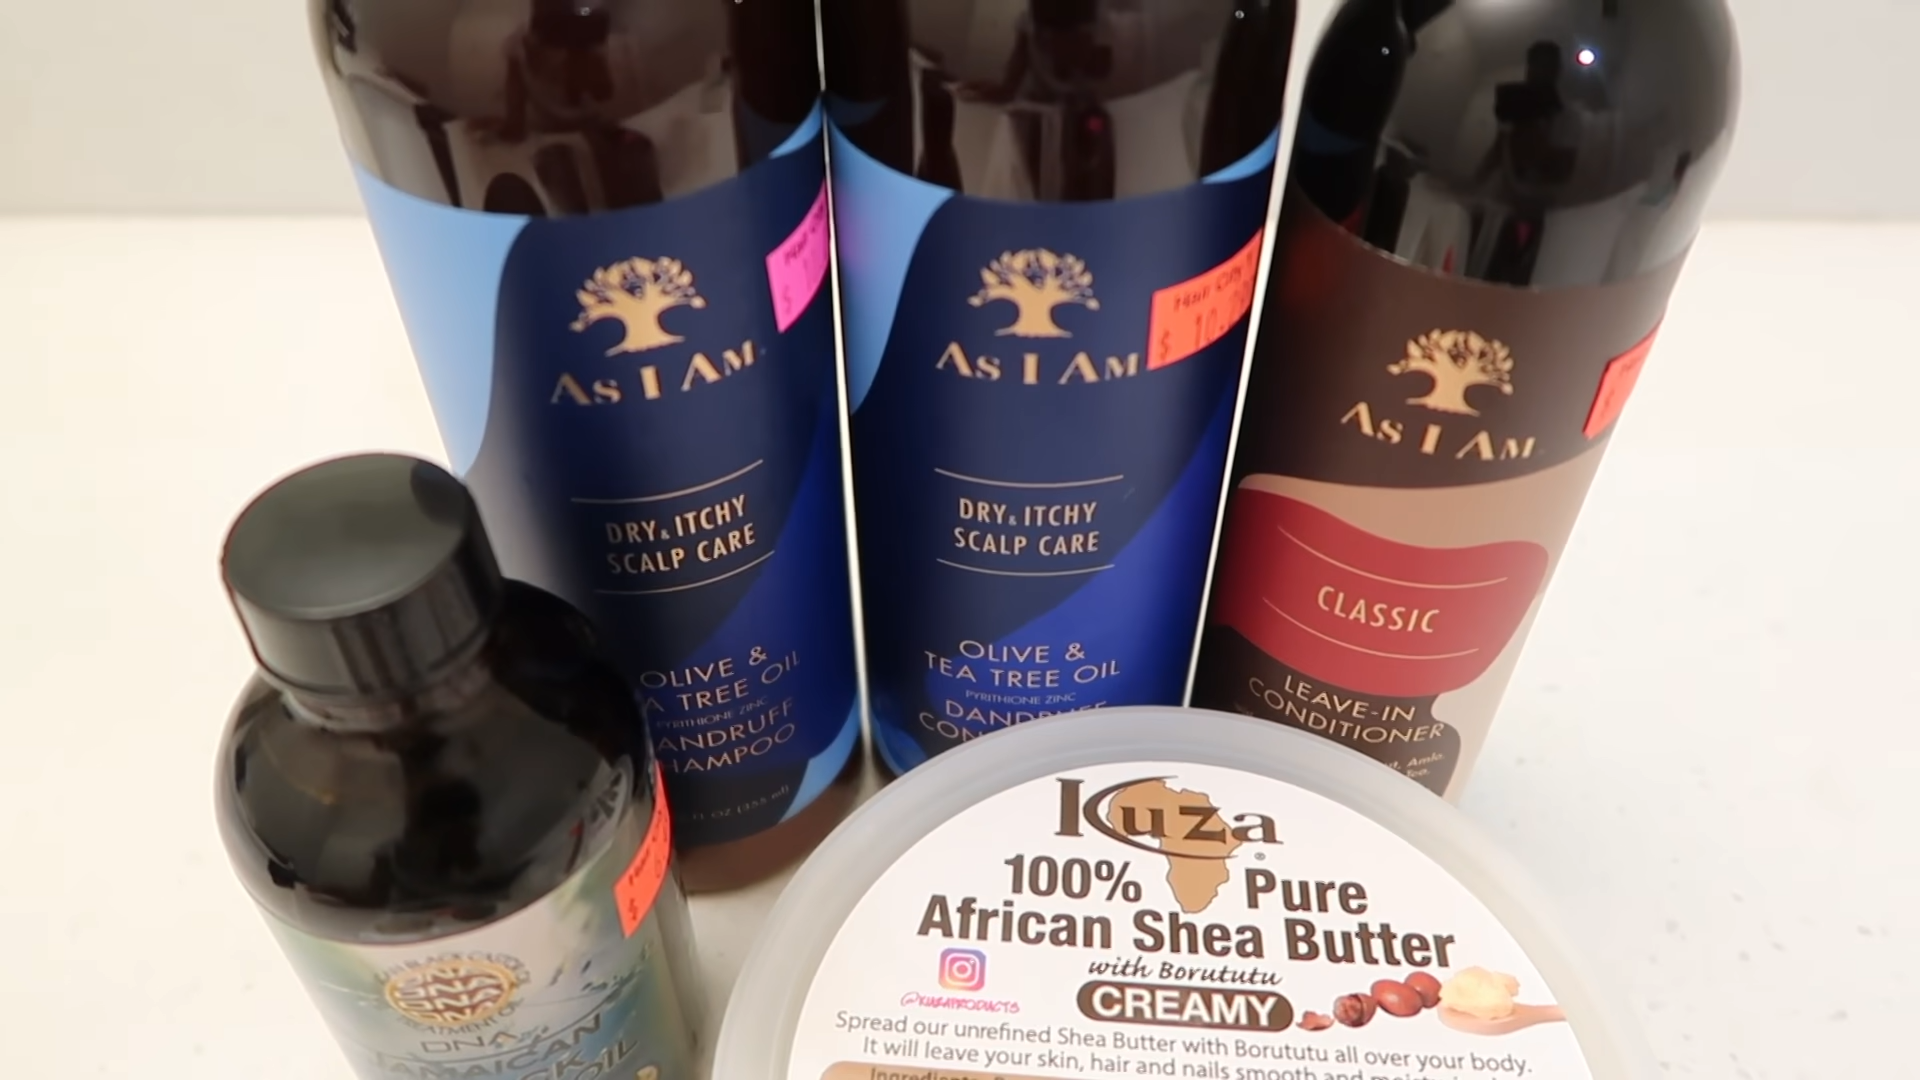 AS I AM
DRY & ITCHY
SCALP CARE
OLIVE &
TREE OIL
PYRITHIONE ZINC
AS I AM
DRY & ITCHY
SCALP CARE
OLIVE &
TEA TREE OIL
PYRITHIONE ZINC
AS I AM
CLASSIC
LEAVE-IN
CONDITIONER
Amla
$ 10.
DNA
Kuza®
100% Pure
African Shea Butter
with Borututu
@KUZAPRODUCTS
CREAMY
Spread our unrefined Shea Butter with Borututu all over your body.
It will leave your skin, hair and nails smooth and